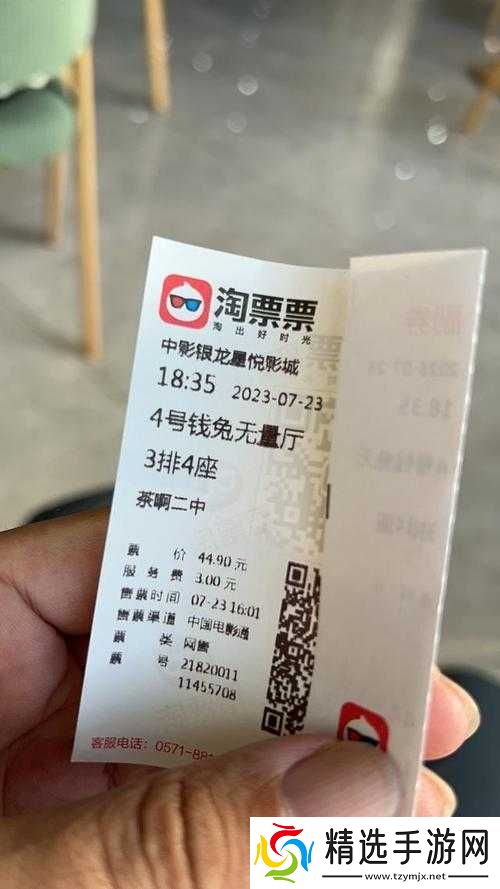 淘票票
淘出好时光
中影银龙星悦影城
18:35 2023-07-23
4号钱兔无量厅
3排4座
茶啊二中
票 价 44.90元
服务费 3.00元
售票时间 07-23 16:01
售票渠道 中国电影通
票 类 网售
票 号 21820011
11455708
客服电话：0571-881
精选手游网
www.tzymjx.net